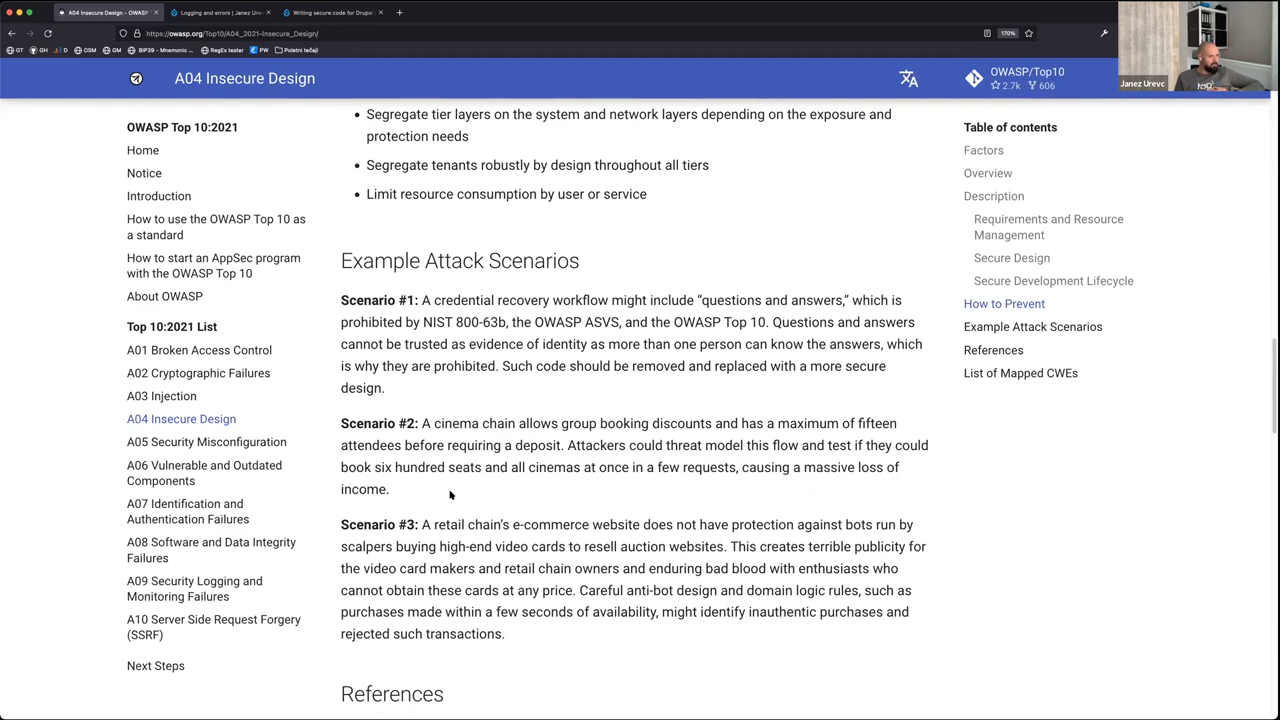 A04 Insecure Design - OWASP
Logging and errors | Janez Urev
Writing secure code for Drupal
https://owasp.org/Top10/A04_2021-Insecure_Design/
170%
GT
GH
D
OSM
GM
BIP39 - Mnemonic
RegEx tester
PW
Poletni tečaji
A04 Insecure Design
OWASP/Top10
2.7k
606
Janez Urevc
OWASP Top 10:2021
Home
Notice
Introduction
How to use the OWASP Top 10 as
a standard
How to start an AppSec program
with the OWASP Top 10
About OWASP
Top 10:2021 List
A01 Broken Access Control
A02 Cryptographic Failures
A03 Injection
A04 Insecure Design
A05 Security Misconfiguration
A06 Vulnerable and Outdated
Components
A07 Identification and
Authentication Failures
A08 Software and Data Integrity
Failures
A09 Security Logging and
Monitoring Failures
A10 Server Side Request Forgery
(SSRF)
Next Steps
Segregate tier layers on the system and network layers depending on the exposure and
protection needs
Segregate tenants robustly by design throughout all tiers
Limit resource consumption by user or service
Example Attack Scenarios
Scenario #1: A credential recovery workflow might include “questions and answers,” which is
prohibited by NIST 800-63b, the OWASP ASVS, and the OWASP Top 10. Questions and answers
cannot be trusted as evidence of identity as more than one person can know the answers, which
is why they are prohibited. Such code should be removed and replaced with a more secure
design.
Scenario #2: A cinema chain allows group booking discounts and has a maximum of fifteen
attendees before requiring a deposit. Attackers could threat model this flow and test if they could
book six hundred seats and all cinemas at once in a few requests, causing a massive loss of
income.
Scenario #3: A retail chain’s e-commerce website does not have protection against bots run by
scalpers buying high-end video cards to resell auction websites. This creates terrible publicity for
the video card makers and retail chain owners and enduring bad blood with enthusiasts who
cannot obtain these cards at any price. Careful anti-bot design and domain logic rules, such as
purchases made within a few seconds of availability, might identify inauthentic purchases and
rejected such transactions.
References
Table of contents
Factors
Overview
Description
Requirements and Resource
Management
Secure Design
Secure Development Lifecycle
How to Prevent
Example Attack Scenarios
References
List of Mapped CWEs